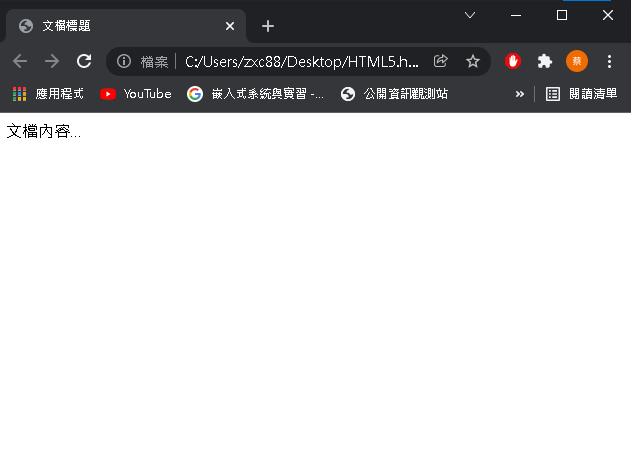 文檔標題
檔案 C:/Users/zxc88/Desktop/HTML5.h...
蔡
應用程式 YouTube 嵌入式系統與實習 -... 公開資訊觀測站 » 閱讀清單
文檔內容...